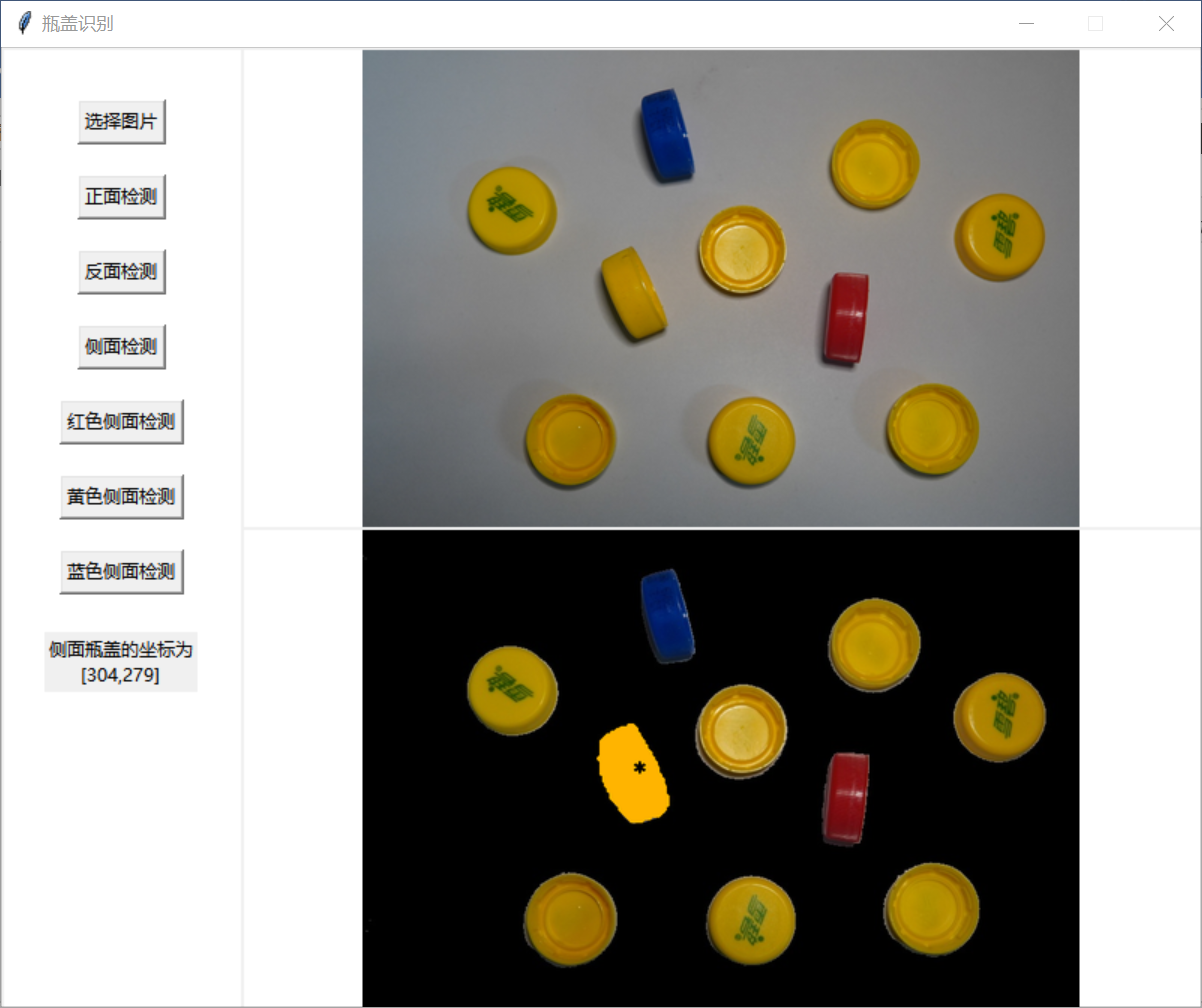 瓶盖识别
选择图片
正面检测
反面检测
侧面检测
红色侧面检测
黄色侧面检测
蓝色侧面检测
侧面瓶盖的坐标为
[304,279]